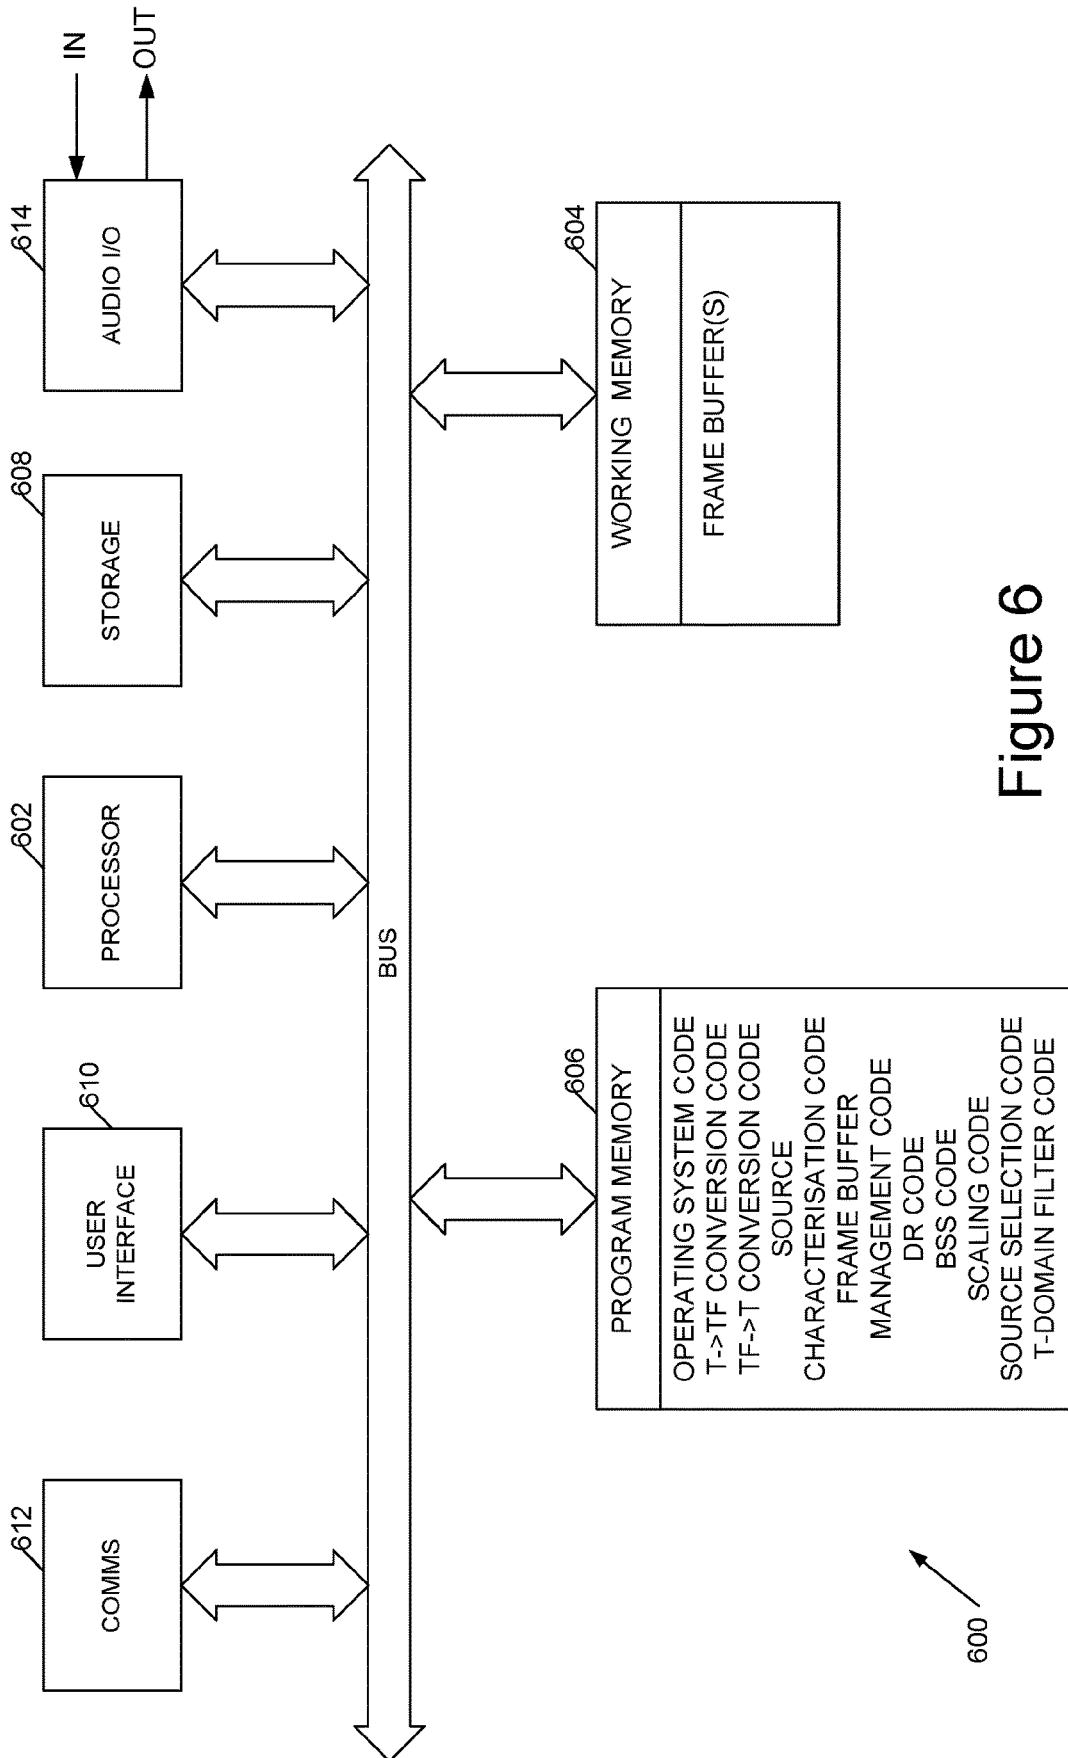 612
COMMS
610
USER
INTERFACE
602
PROCESSOR
608
STORAGE
614
AUDIO I/O
IN
OUT
BUS
606
PROGRAM MEMORY
OPERATING SYSTEM CODE
T->TF CONVERSION CODE
TF->T CONVERSION CODE
SOURCE
CHARACTERISATION CODE
FRAME BUFFER
MANAGEMENT CODE
DR CODE
BSS CODE
SCALING CODE
SOURCE SELECTION CODE
T-DOMAIN FILTER CODE
604
WORKING MEMORY
FRAME BUFFER(S)
600
Figure 6